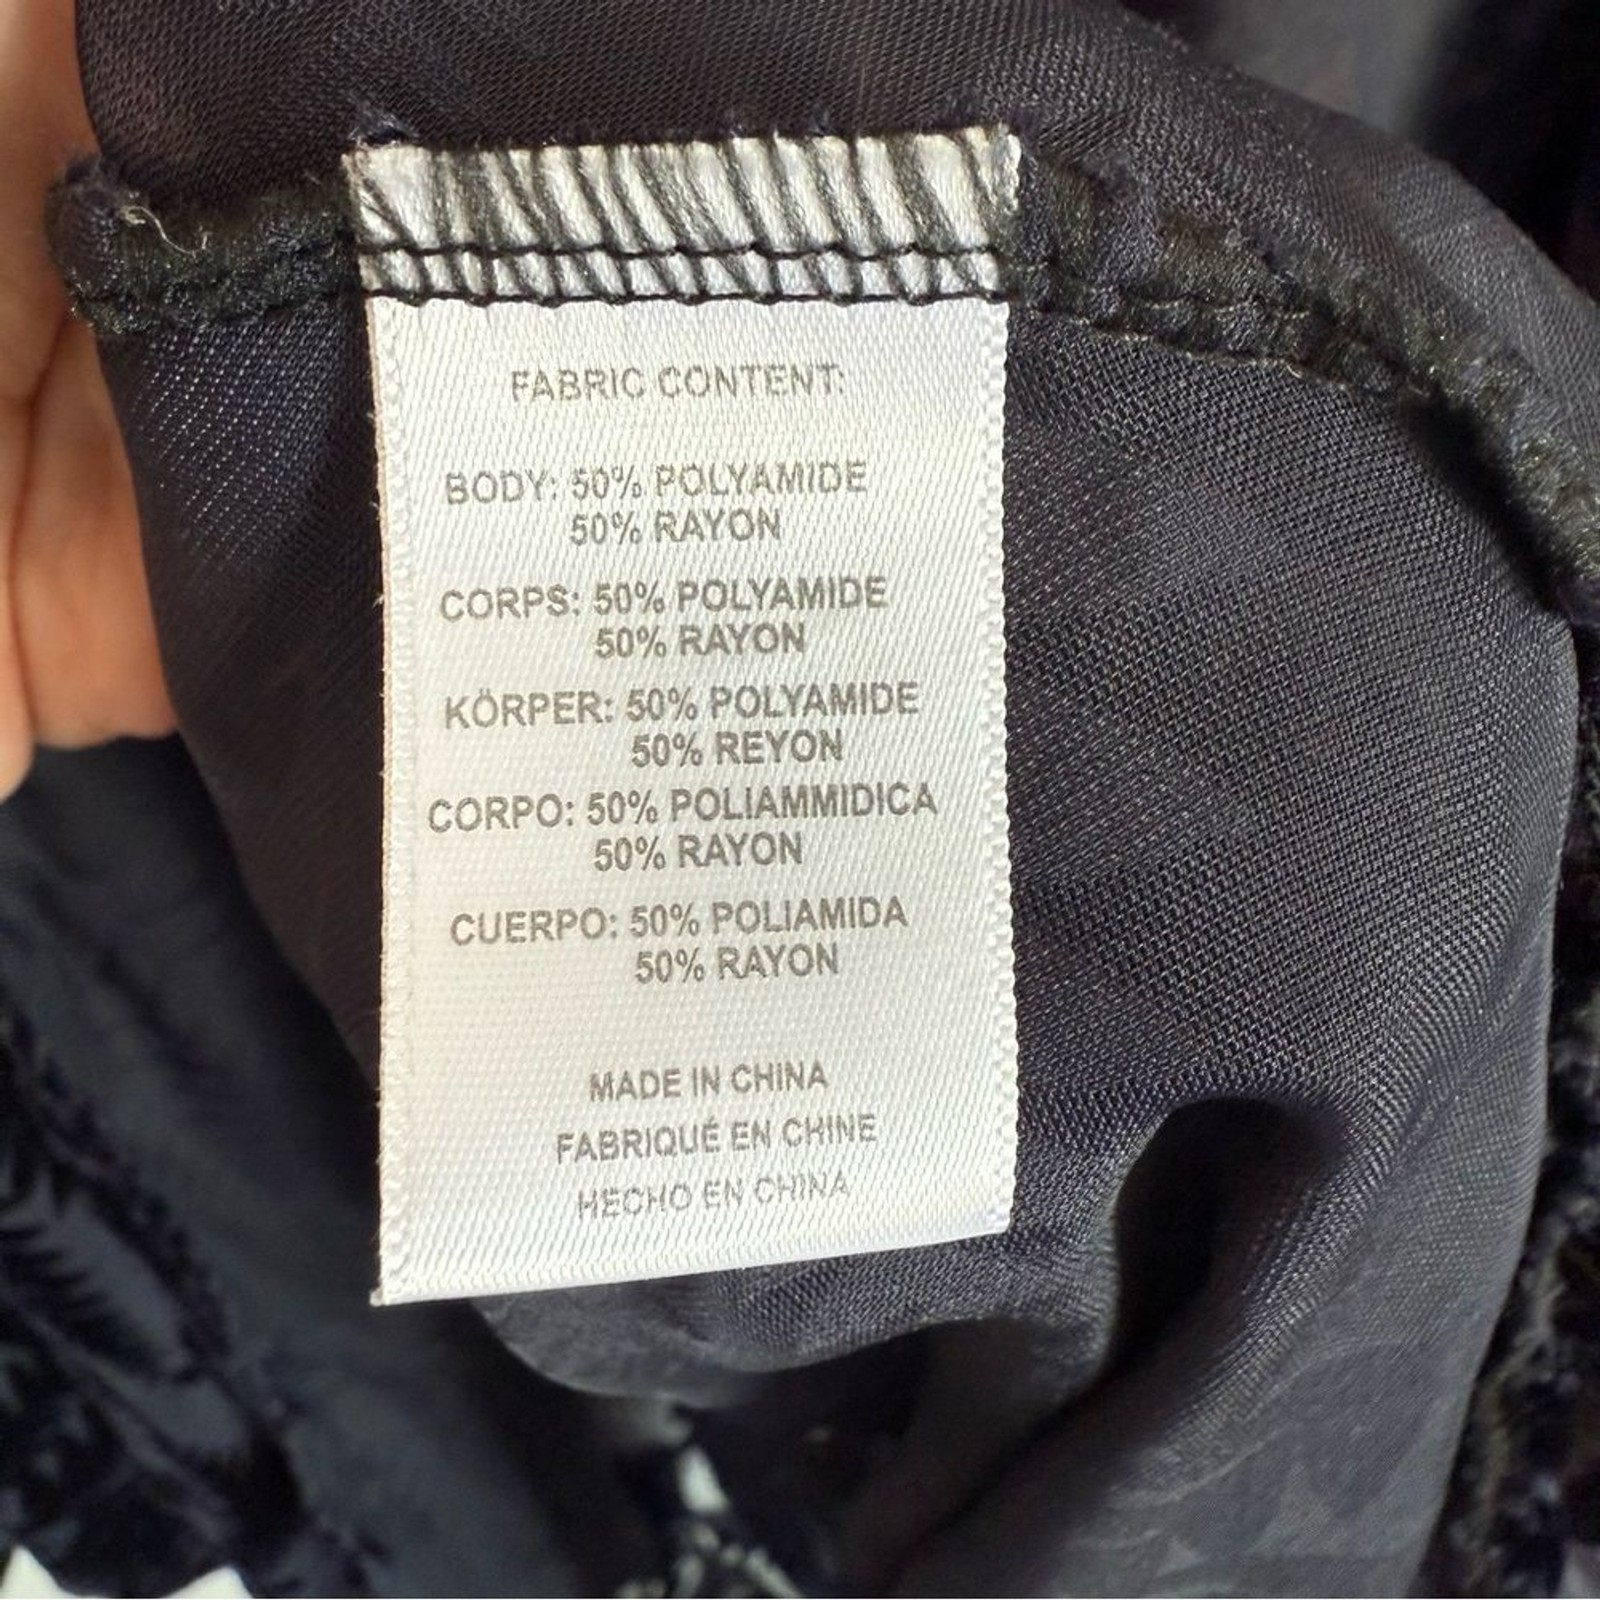 FABRIC CONTENT:
BODY: 50% POLYAMIDE
50% RAYON
CORPS: 50% POLYAMIDE
50% RAYON
KÖRPER: 50% POLYAMIDE
50% REYON
CORPO: 50% POLIAMMIDICA
50% RAYON
CUERPO: 50% POLIAMIDA
50% RAYON
MADE IN CHINA
FABRIQUÉ EN CHINE
HECHO EN CHINA